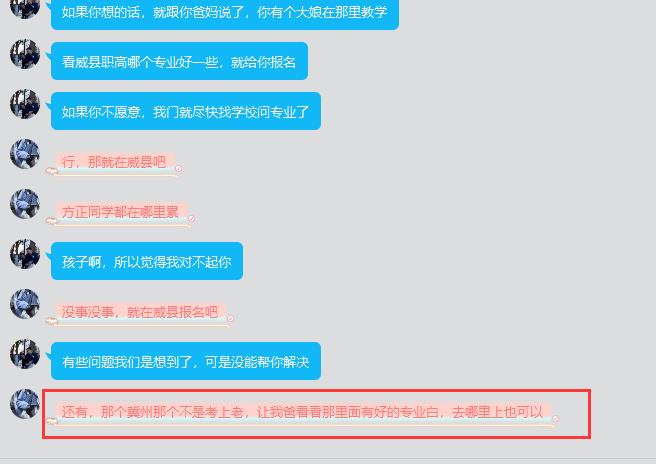 如果你想的话，就跟你爸妈说了，你有个大娘在那里教学
看威县职高哪个专业好一些，就给你报名
如果你不愿意，我门就尽快找学校问专业了
行，那就在威县吧
方正同学都在哪里累
孩子啊，所以觉得我对不起你
没事没事，就在威县报名吧
有些问题我们是想到了，可是没能帮你解决
还有，那个冀州那个不是考上老，让我爸看看那里面有好的专业白，去哪里上也可以